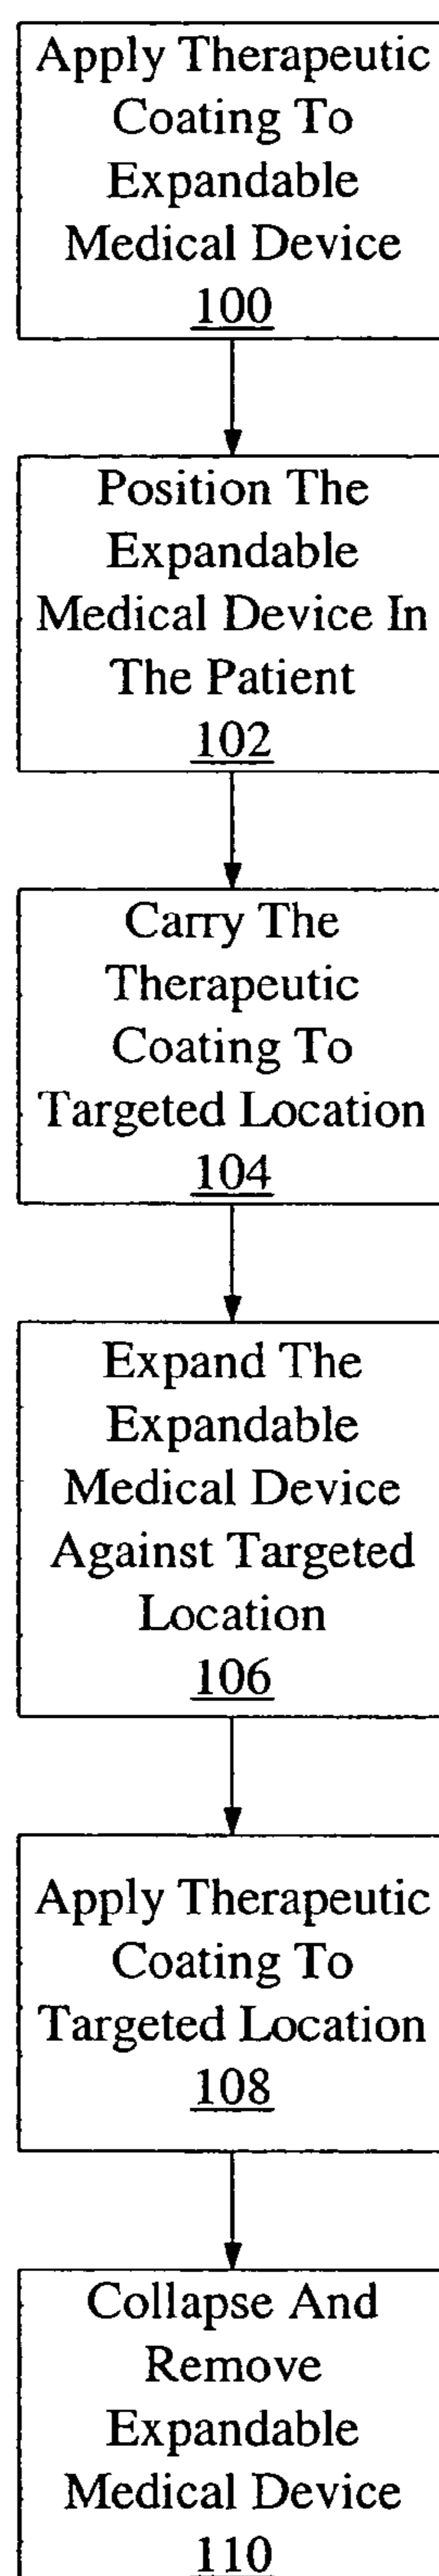 Apply Therapeutic
Coating To
Expandable
Medical Device
100
Position The
Expandable
Medical Device In
The Patient
102
Carry The
Therapeutic
Coating To
Targeted Location
104
Expand The
Expandable
Medical Device
Against Targeted
Location
106
Apply Therapeutic
Coating To
Targeted Location
108
Collapse And
Remove
Expandable
Medical Device
110